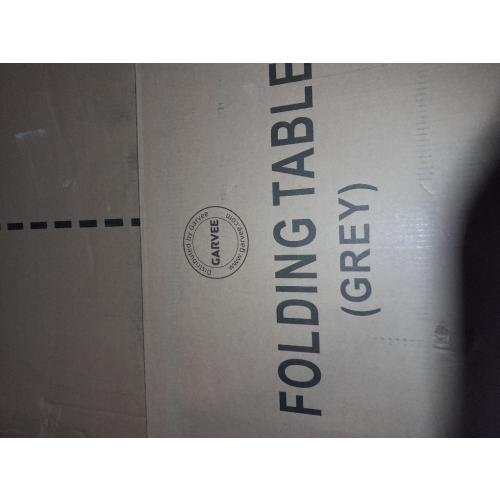 Distributed by Garvee
GARVEE
www.garvee.com
FOLDING TABLE
(GREY)